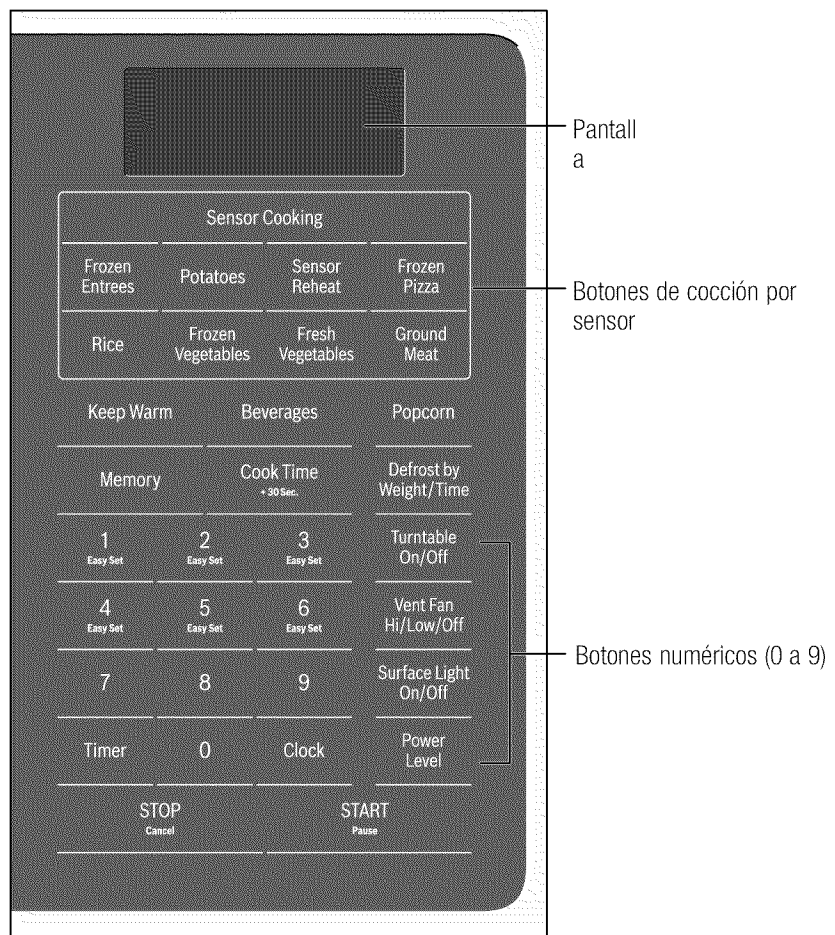 Pantall
a
Sensor Cooking
Frozen Entrees
Potatoes
Sensor Reheat
Frozen Pizza
Botones de cocción por
sensor
Rice
Frozen Vegetables
Fresh Vegetables
Ground Meat
Keep Warm
Beverages
Popcorn
Memory
Cook Time
+ 30 Sec.
Defrost by Weight/Time
1
Easy Set
2
Easy Set
3
Easy Set
Turntable On/Off
4
Easy Set
5
Easy Set
6
Easy Set
Vent Fan Hi/Low/Off
Botones numéricos (0 a 9)
7
8
9
Surface Light On/Off
Timer
0
Clock
Power Level
STOP
Cancel
START
Pause